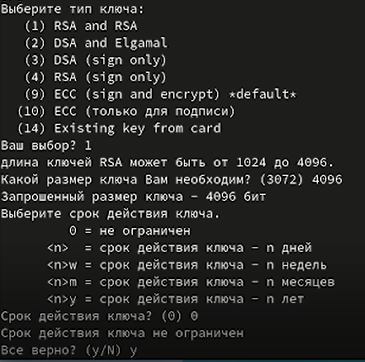 Выберите тип ключа:
(1) RSA and RSA
(2) DSA and Elgamal
(3) DSA (sign only)
(4) RSA (sign only)
(9) ECC (sign and encrypt) *default*
(10) ECC (только для подписи)
(14) Existing key from card
Ваш выбор? 1
длина ключей RSA может быть от 1024 до 4096.
Какой размер ключа Вам необходим? (3072) 4096
Запрошенный размер ключа - 4096 бит
Выберите срок действия ключа.
0 = не ограничен
<n> = срок действия ключа - n дней
<n>w = срок действия ключа - n недель
<n>m = срок действия ключа - n месяцев
<n>y = срок действия ключа - n лет
Срок действия ключа? (0) 0
Срок действия ключа не ограничен
Все верно? (y/N) y